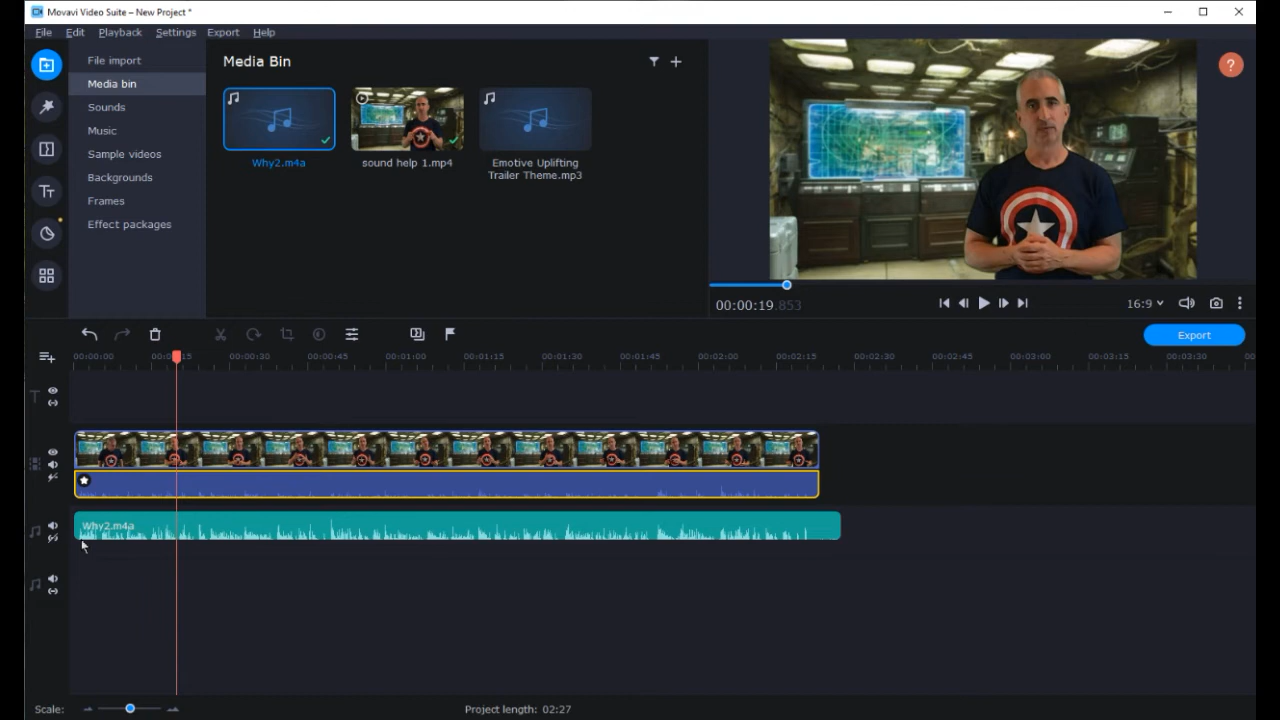 Movavi Video Suite – New Project *
File Edit Playback Settings Export Help
File import
Media bin
Sounds
Music
Sample videos
Backgrounds
Frames
Effect packages
Media Bin
Why2.m4a
sound help 1.mp4
Emotive Uplifting
Trailer Theme.mp3
?
00:00:19.853
16:9
Export
00:00:00 00:00:15 00:00:30 00:00:45 00:01:00 00:01:15 00:01:30 00:01:45 00:02:00 00:02:15 00:02:30 00:02:45 00:03:00 00:03:15 00:03:30 00
T
Why2.m4a
Scale:
Project length: 02:27